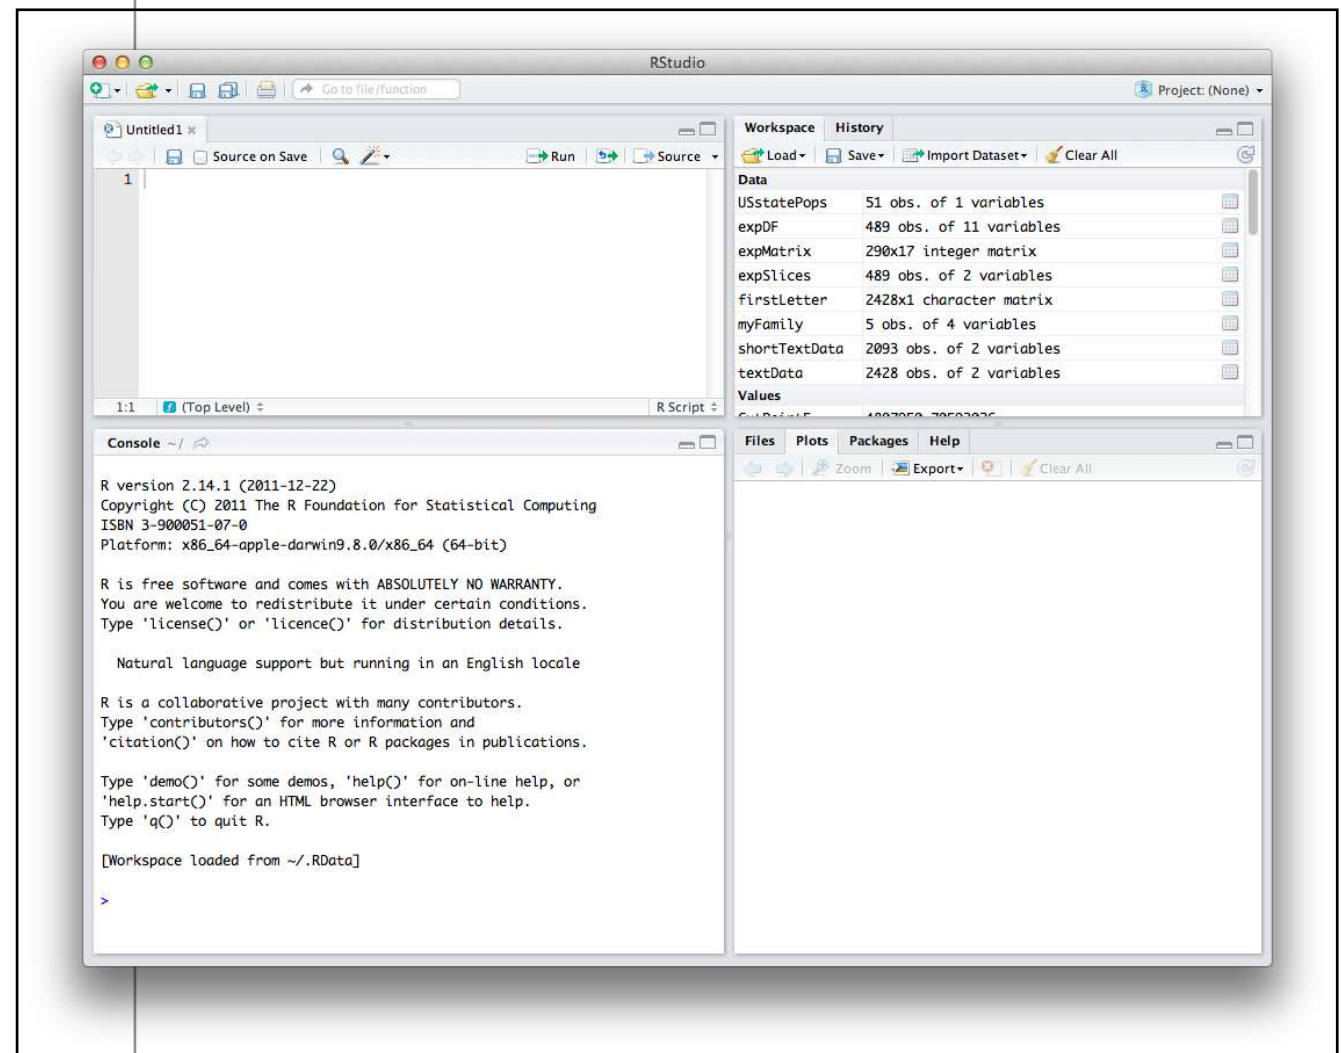 RStudio
Go to file/function
Project: (None)
Untitled1
Source on Save
Run
Source
1
1:1
(Top Level)
R Script
Workspace History
Load Save Import Dataset Clear All
Data
USstatePops 51 obs. of 1 variables
expDF 489 obs. of 11 variables
expMatrix 290x17 integer matrix
expSlices 489 obs. of 2 variables
firstLetter 2428x1 character matrix
myFamily 5 obs. of 4 variables
shortTextData 2093 obs. of 2 variables
textData 2428 obs. of 2 variables
Values
Console ~/
R version 2.14.1 (2011-12-22)
Copyright (C) 2011 The R Foundation for Statistical Computing
ISBN 3-900051-07-0
Platform: x86_64-apple-darwin9.8.0/x86_64 (64-bit)
R is free software and comes with ABSOLUTELY NO WARRANTY.
You are welcome to redistribute it under certain conditions.
Type 'license()' or 'licence()' for distribution details.
Natural language support but running in an English locale
R is a collaborative project with many contributors.
Type 'contributors()' for more information and
'citation()' on how to cite R or R packages in publications.
Type 'demo()' for some demos, 'help()' for on-line help, or
'help.start()' for an HTML browser interface to help.
Type 'q()' to quit R.
[Workspace loaded from ~/.RData]
>
Files Plots Packages Help
Zoom Export Clear All